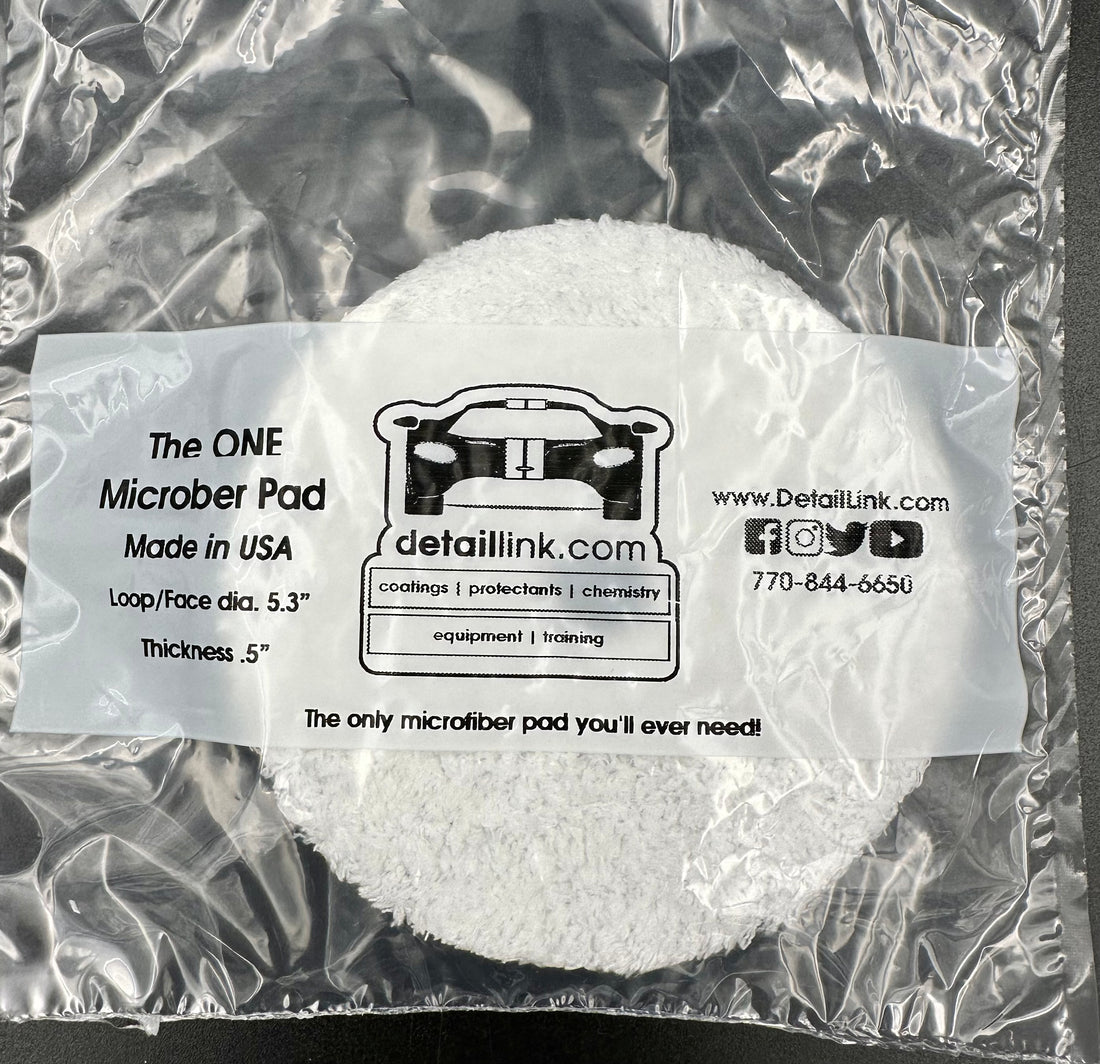 The ONE
Microber Pad
Made in USA
Loop/Face dia. 5.3”
Thickness .5”
detaillink.com
coatings | protectants | chemistry
equipment | training
www.DetailLink.com
770-844-6650
The only microfiber pad you'll ever need!